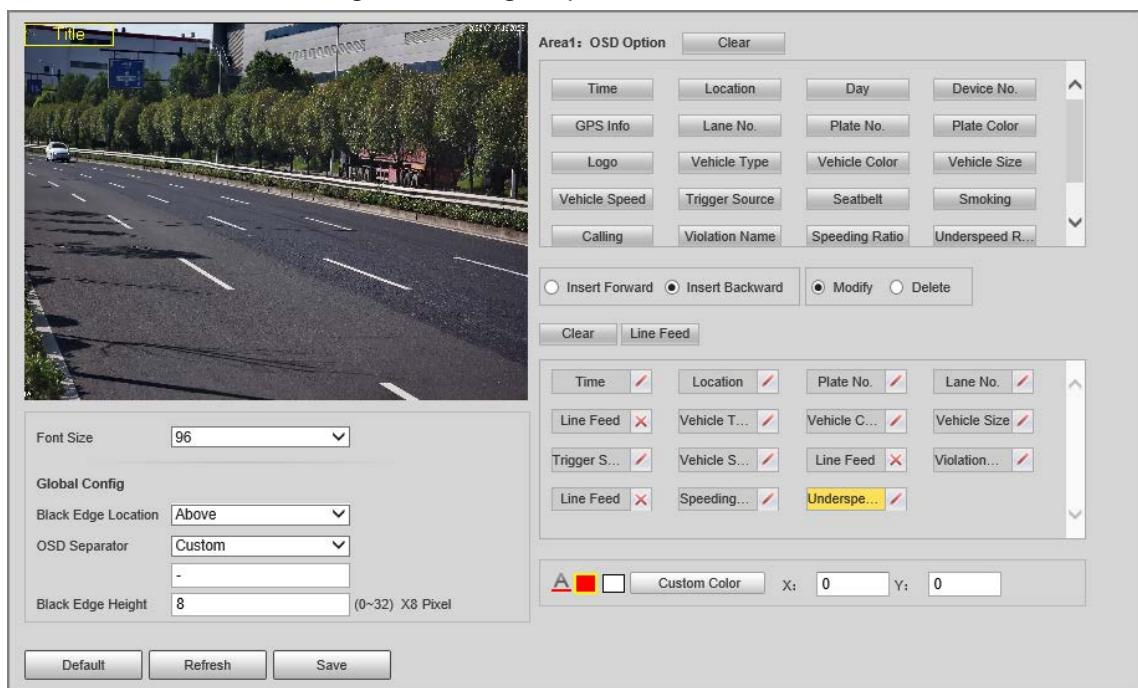 Title
Area1: OSD Option Clear
Time Location Day Device No.
GPS Info Lane No. Plate No. Plate Color
Logo Vehicle Type Vehicle Color Vehicle Size
Vehicle Speed Trigger Source Seatbelt Smoking
Calling Violation Name Speeding Ratio Underspeed R...
Insert Forward Insert Backward Modify Delete
Clear Line Feed
Time Location Plate No. Lane No.
Line Feed Vehicle T... Vehicle C... Vehicle Size
Trigger S... Vehicle S... Line Feed Violation...
Line Feed Speeding... Underspe...
A Custom Color X: 0 Y: 0
Font Size 96
Global Config
Black Edge Location Above
OSD Separator Custom
-
Black Edge Height 8 (0~32) X8 Pixel
Default Refresh Save